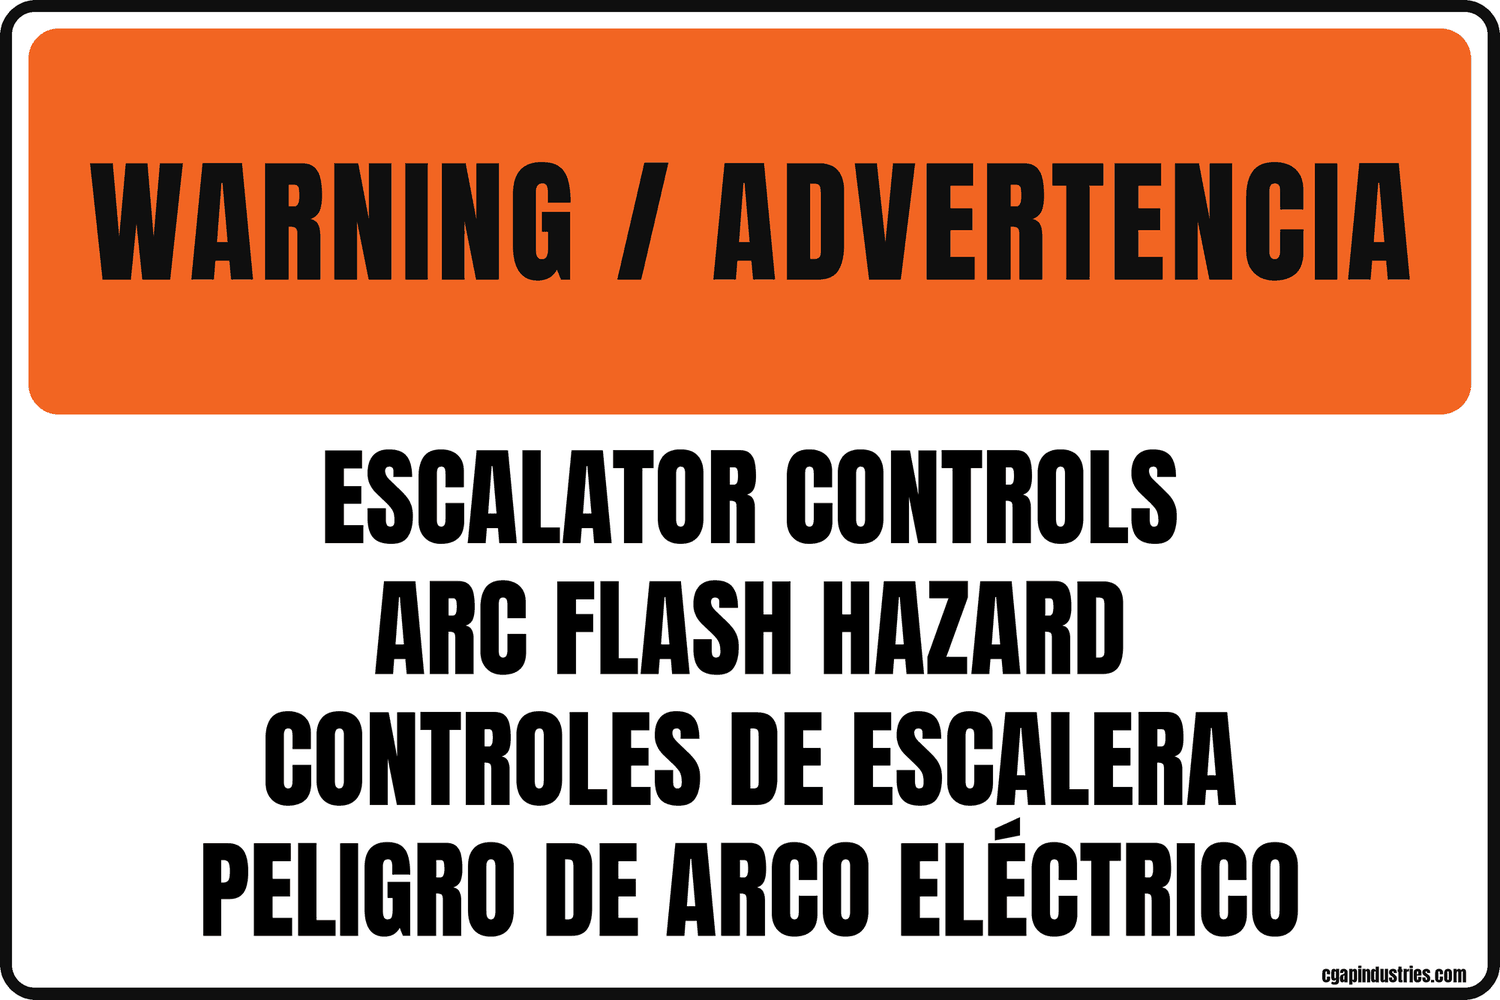 WARNING / ADVERTENCIA
ESCALATOR CONTROLS
ARC FLASH HAZARD
CONTROLES DE ESCALERA
PELIGRO DE ARCO ELÉCTRICO
cgapindustries.com